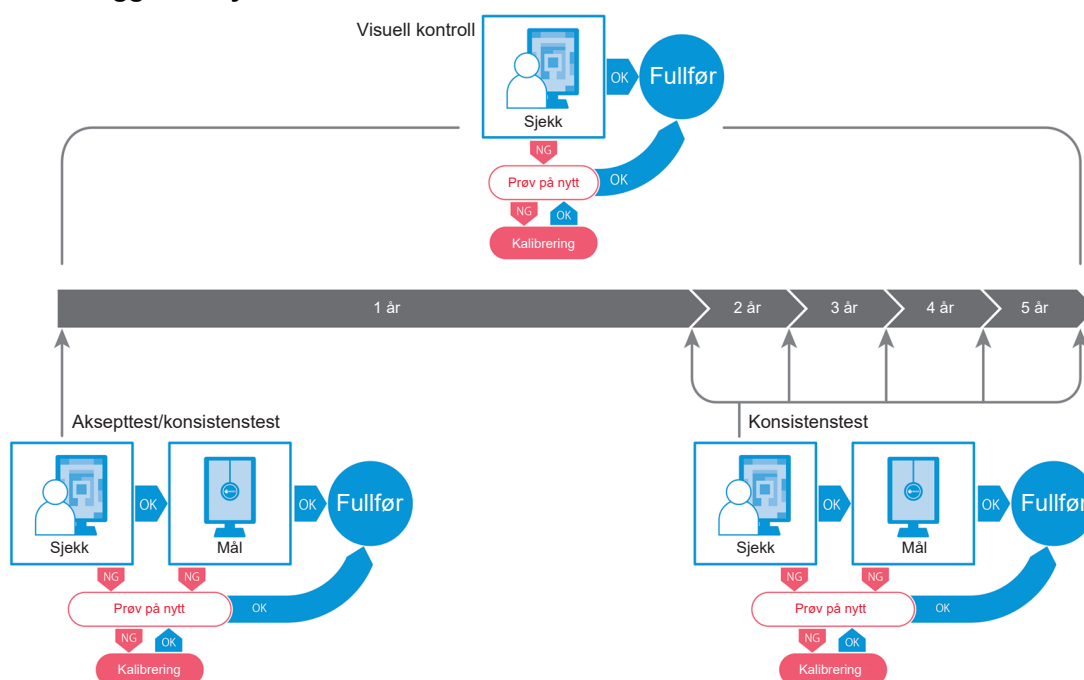 Visuell kontroll
OK
Fullfør
Sjekk
NG
Prøv på nytt
OK
NG
OK
Kalibrering
1 år
2 år
3 år
4 år
5 år
Aksepttest/konsistenstest
OK
OK
Fullfør
Sjekk
Mål
NG
NG
Prøv på nytt
OK
NG
OK
Kalibrering
Konsistenstest
OK
OK
Fullfør
Sjekk
Mål
NG
NG
Prøv på nytt
OK
NG
OK
Kalibrering